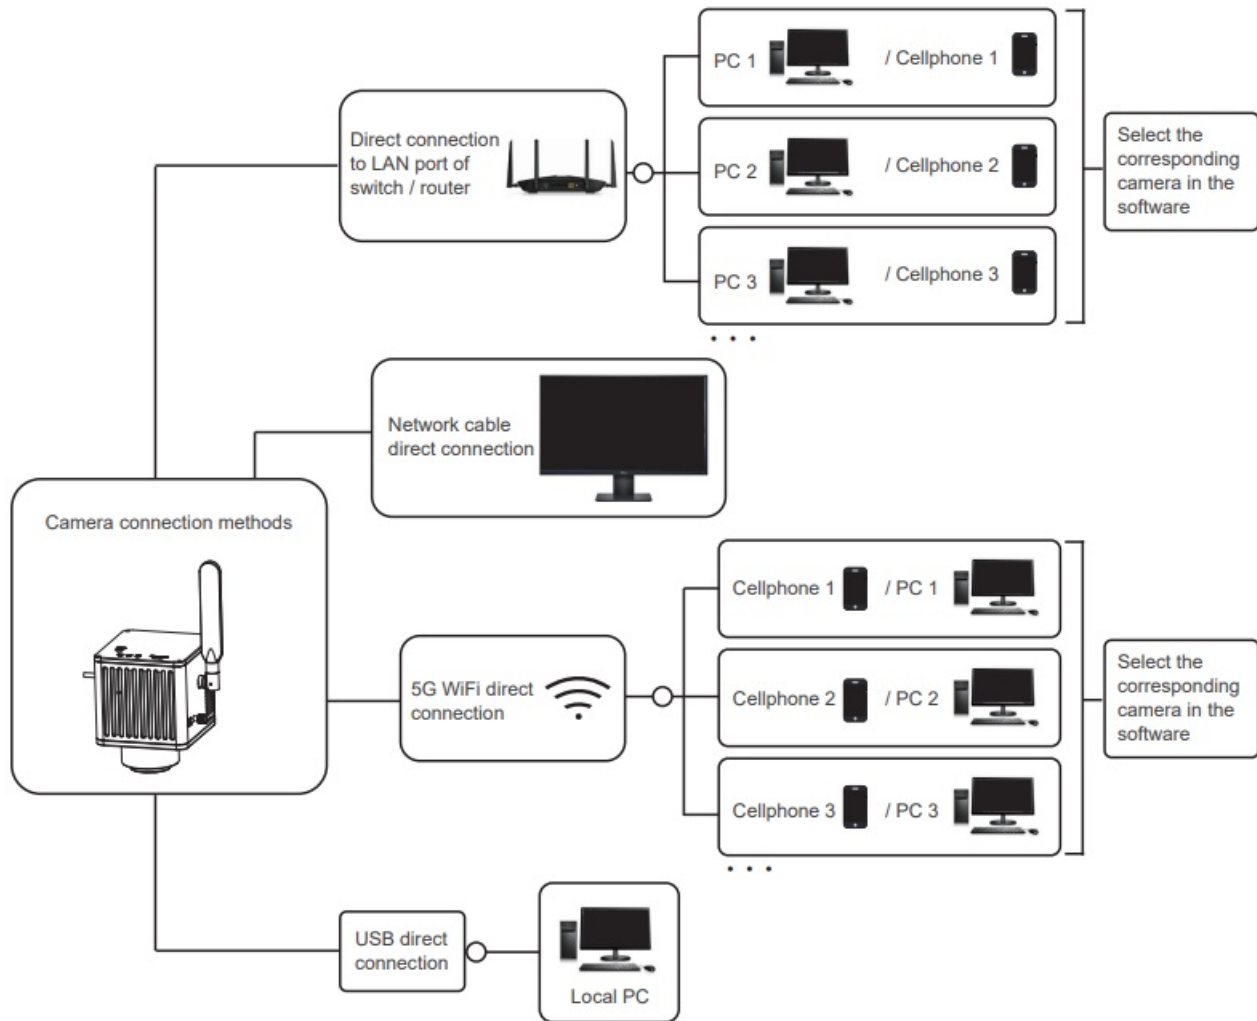 Direct connection
to LAN port of
switch / router
PC 1
/ Cellphone 1
PC 2
/ Cellphone 2
PC 3
/ Cellphone 3
. . .
Select the
corresponding
camera in the
software
Network cable
direct connection
Camera connection methods
5G WiFi direct
connection
Cellphone 1
/ PC 1
Cellphone 2
/ PC 2
Cellphone 3
/ PC 3
. . .
Select the
corresponding
camera in the
software
USB direct
connection
Local PC